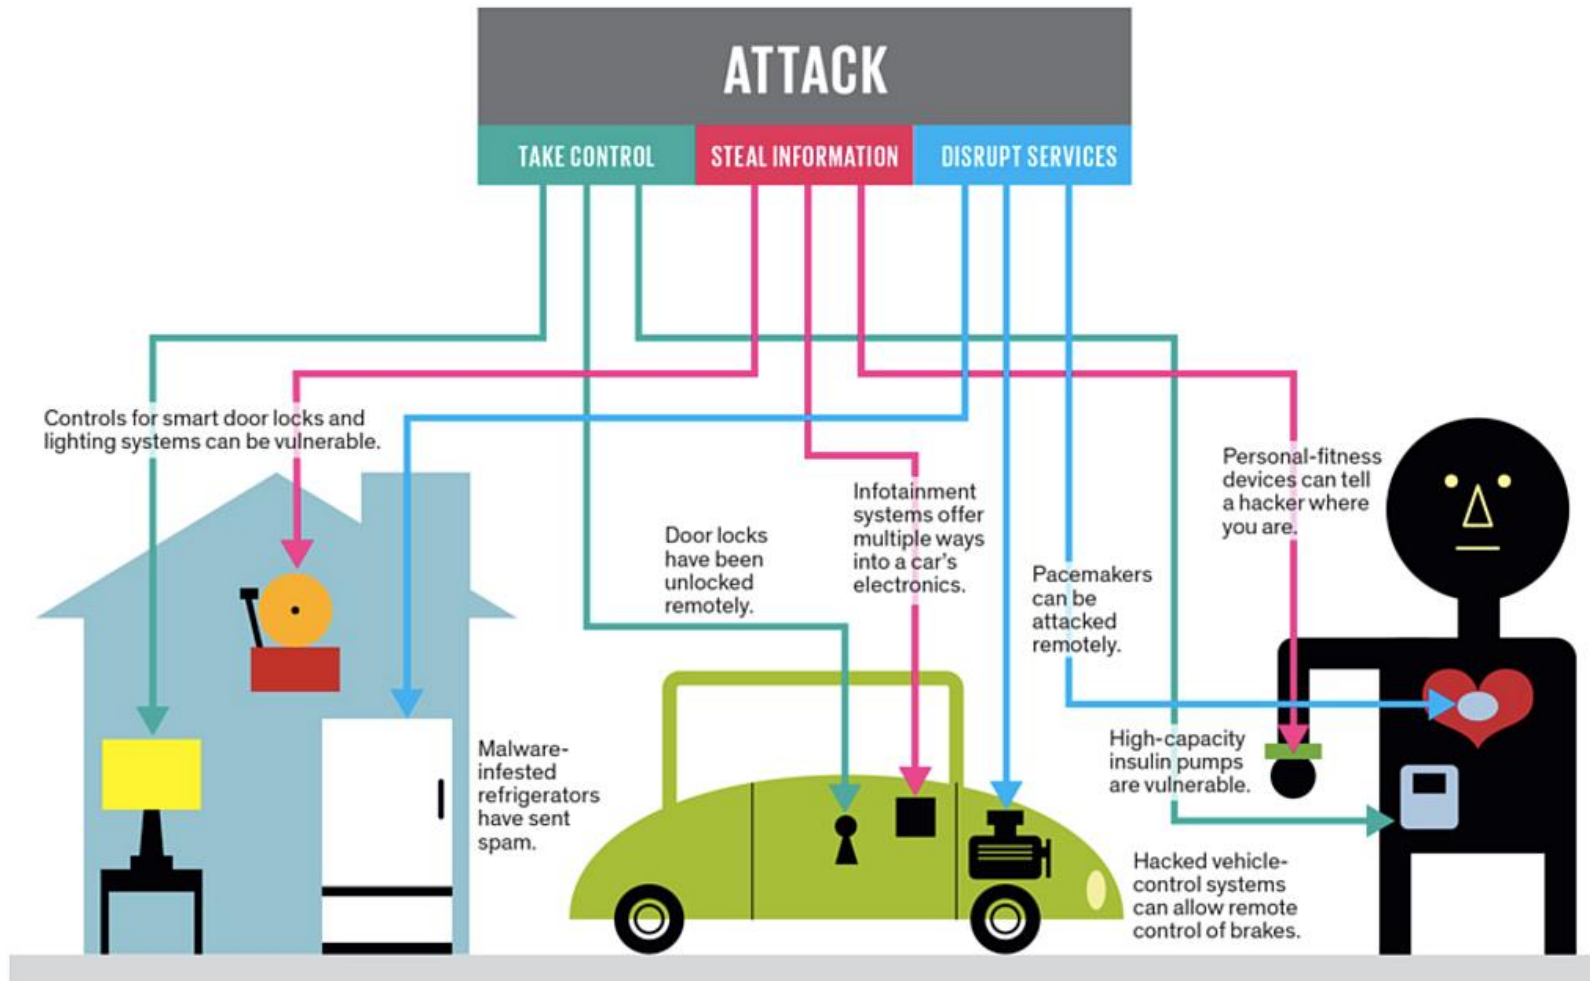 ATTACK
TAKE CONTROL
STEAL INFORMATION
DISRUPT SERVICES
Controls for smart door locks and
lighting systems can be vulnerable.
Malware-
infested
refrigerators
have sent
spam.
Door locks
have been
unlocked
remotely.
Infotainment
systems offer
multiple ways
into a car's
electronics.
Pacemakers
can be
attacked
remotely.
Personal-fitness
devices can tell
a hacker where
you are.
High-capacity
insulin pumps
are vulnerable.
Hacked vehicle-
control systems
can allow remote
control of brakes.